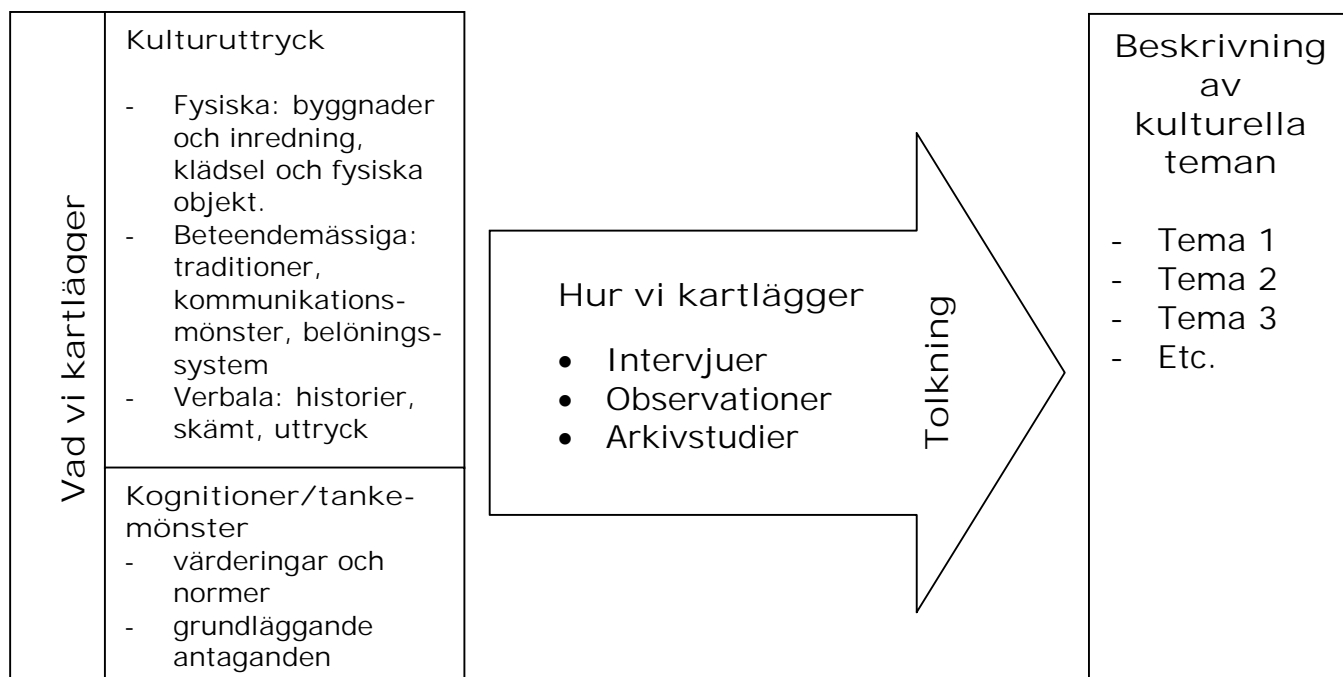 Vad vi kartlägger
Kulturuttryck
- Fysiska: byggnader
och inredning,
klädsel och fysiska
objekt.
- Beteendemässiga:
traditioner,
kommunikations-
mönster, belönings-
system
- Verbala: historier,
skämt, uttryck
Kognitioner/tanke-
mönster
- värderingar och
normer
- grundläggande
antaganden
Hur vi kartlägger
• Intervjuer
• Observationer
• Arkivstudier
Tolkning
Beskrivning
av
kulturella
teman
- Tema 1
- Tema 2
- Tema 3
- Etc.